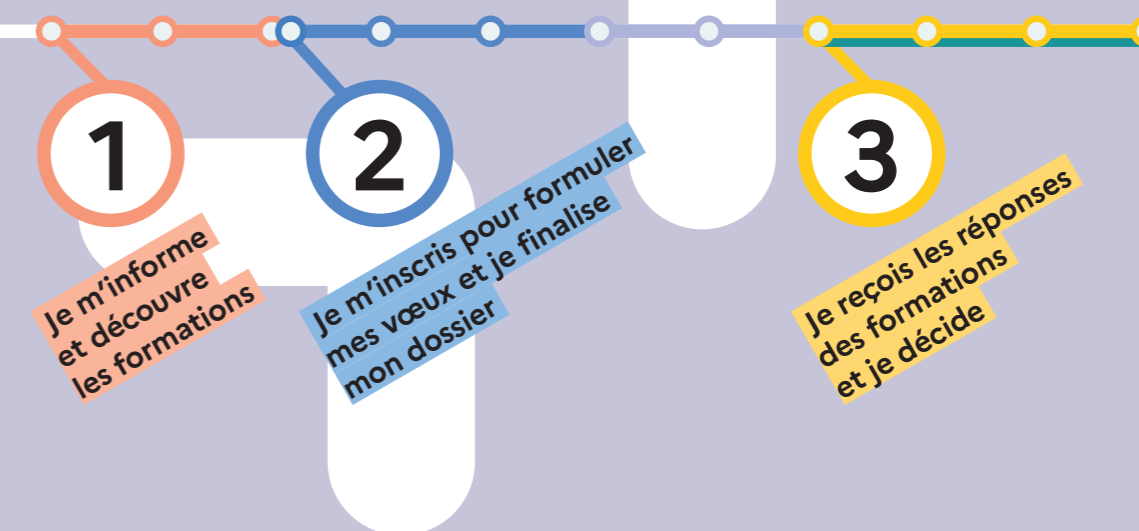 1
Je m'informe
et découvre
les formations
2
Je m'inscris pour formuler
mes vœux et je finalise
mon dossier
3
Je reçois les réponses
des formations
et je décide